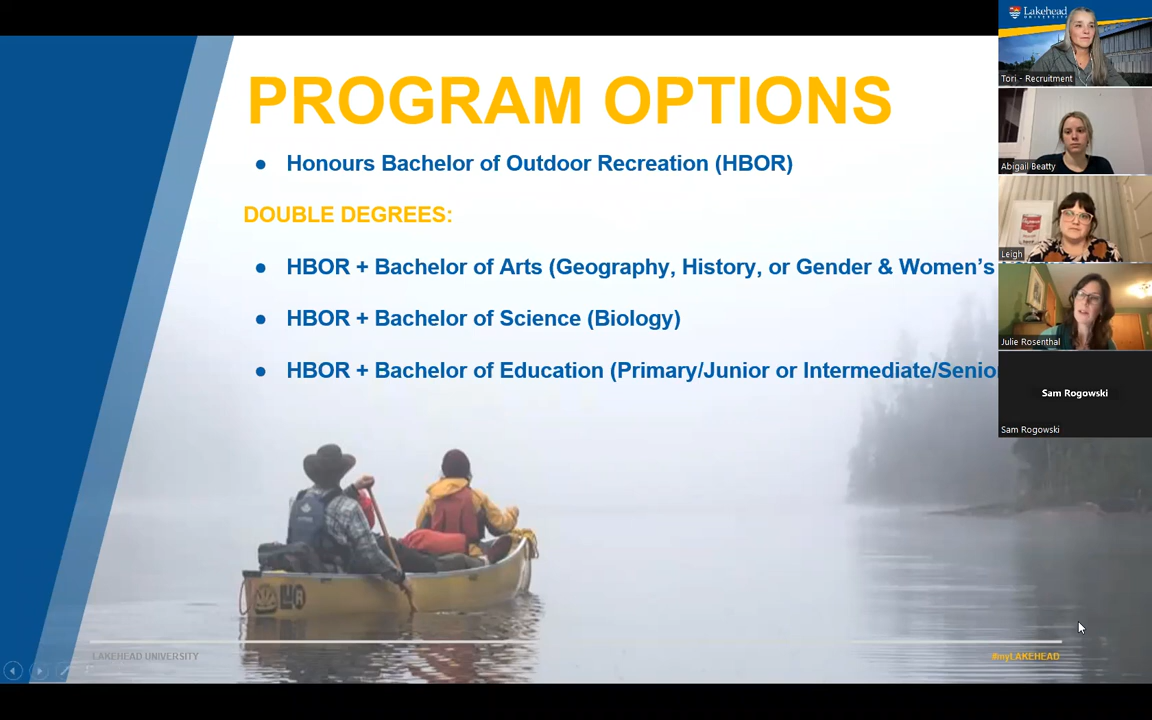 PROGRAM OPTIONS
● Honours Bachelor of Outdoor Recreation (HBOR)
DOUBLE DEGREES:
● HBOR + Bachelor of Arts (Geography, History, or Gender & Women's
● HBOR + Bachelor of Science (Biology)
● HBOR + Bachelor of Education (Primary/Junior or Intermediate/Senio
LAKEHEAD UNIVERSITY
#myLAKEHEAD
Lakehead
UNIVERSITY
Tori - Recruitment
Abigail Beatty
Leigh
Julie Rosenthal
Sam Rogowski
Sam Rogowski